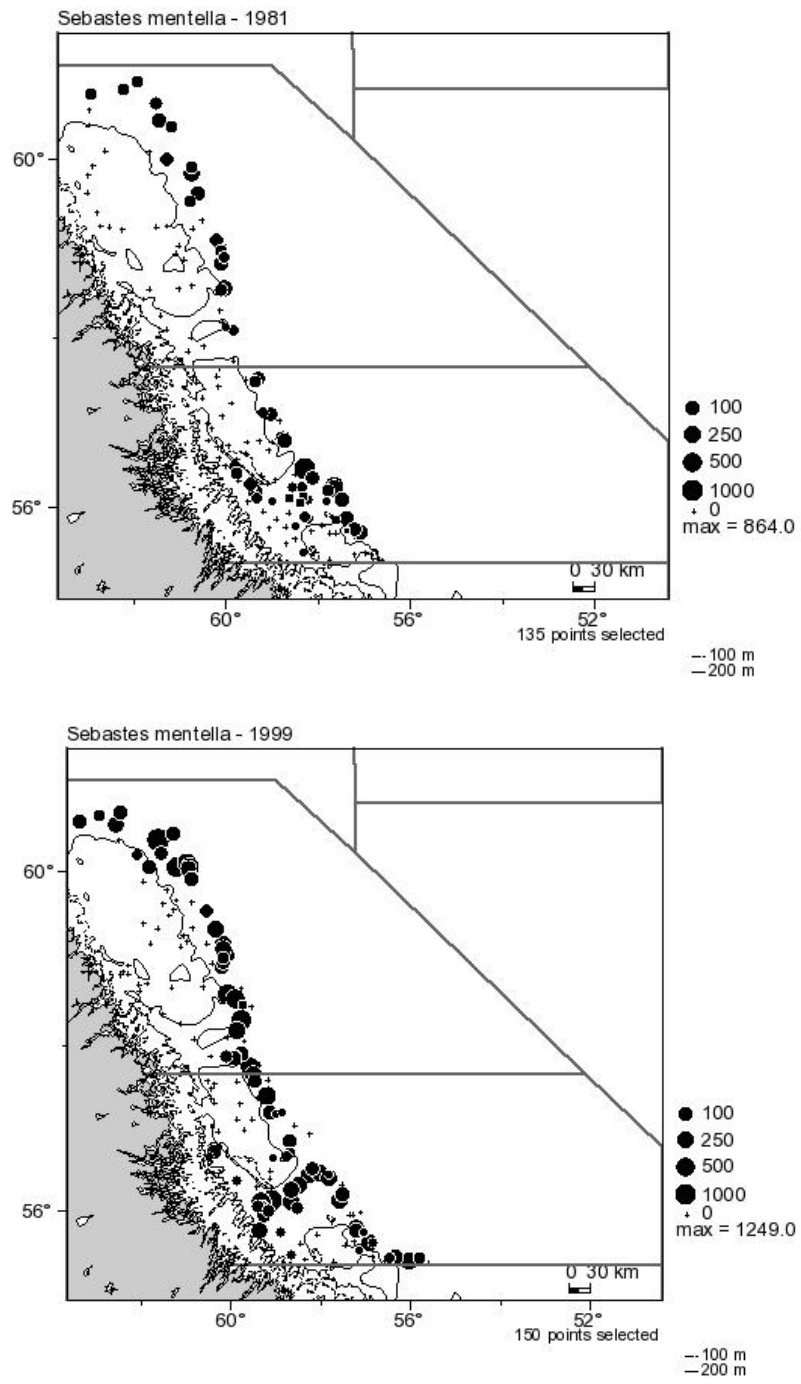 Sebastes mentella - 1981
60°
56°
100
250
500
1000
0
max = 864.0
0 30 km
60° 56° 52°
135 points selected
100 m
200 m
Sebastes mentella - 1999
60°
56°
100
250
500
1000
0
max = 1249.0
0 30 km
60° 56° 52°
150 points selected
100 m
200 m